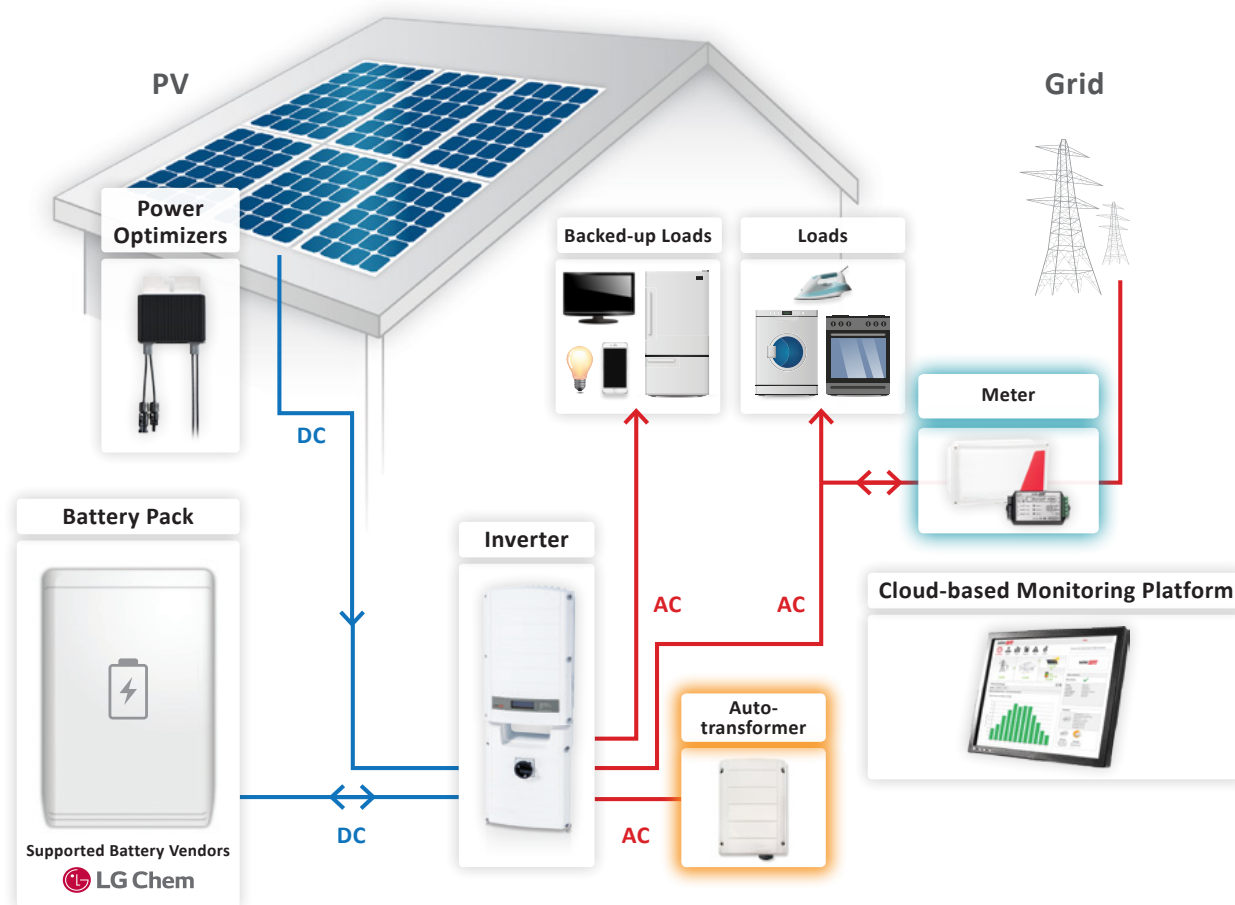 PV
Grid
Power
Optimizers
Backed-up Loads
Loads
Meter
DC
Battery Pack
Inverter
AC
AC
Cloud-based Monitoring Platform
Auto-
transformer
DC
AC
Supported Battery Vendors
LG Chem